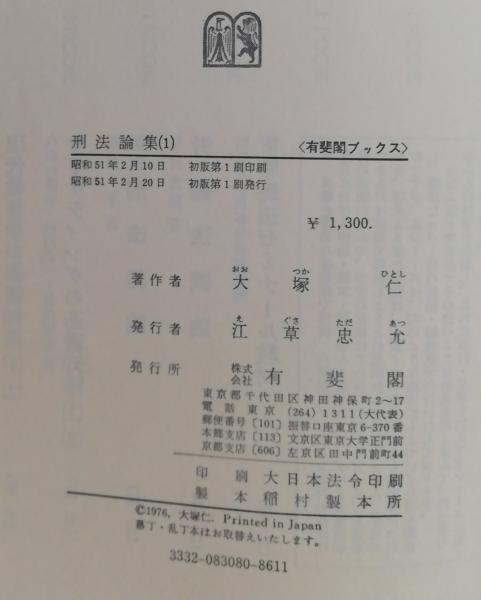 刑法論集(1) 〈有斐閣ブックス〉
昭和51年2月10日 初版第1刷印刷
昭和51年2月20日 初版第1刷発行
¥ 1,300.
おお つか ひとし
著作者 大塚仁
え ぐさ ただ あつ
発行者 江草忠允
発行所 株式会社 有斐閣
東京都千代田区神田神保町2〜17
電話 東京 (264) 1311(大代表)
郵便番号〔101〕振替口座東京6-370番
本郷支店〔113〕文京区東京大学正門前
京都支店〔606〕左京区田中門前町44
印刷 大日本法令印刷
製本 稲村製本所
©1976, 大塚仁. Printed in Japan
落丁・乱丁本はお取替えいたします。
3332-083080-8611